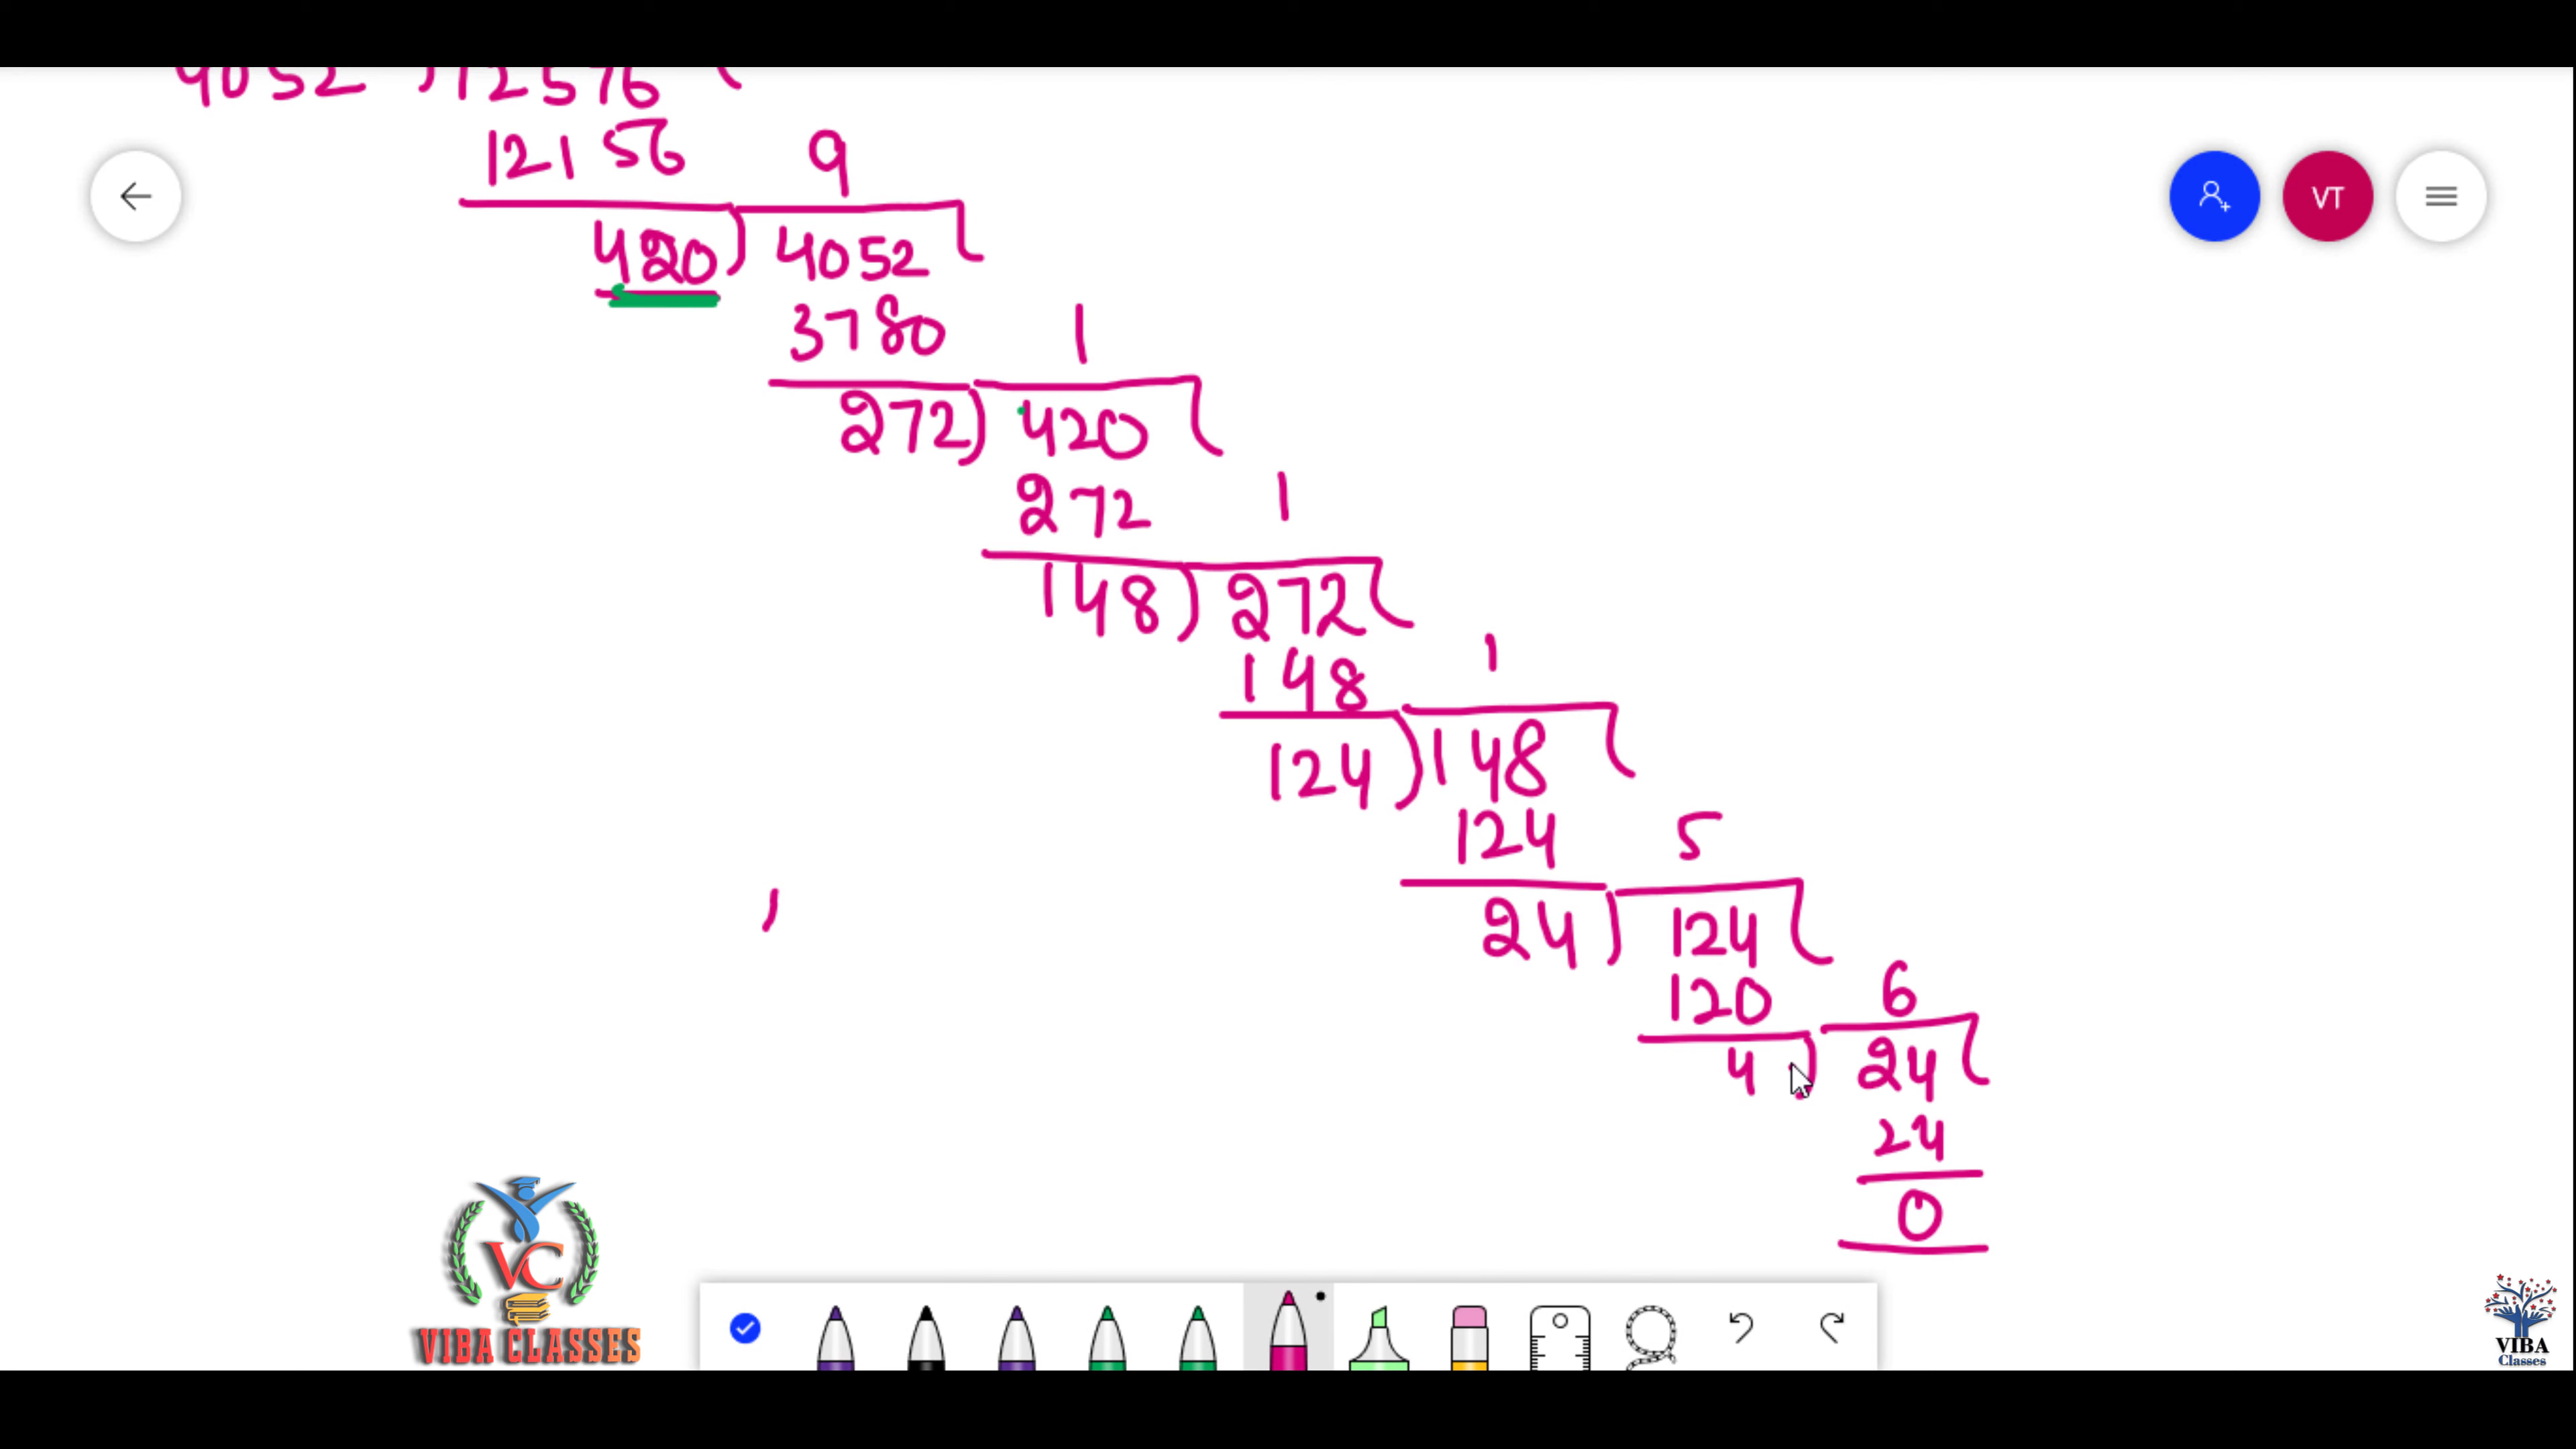 4052 ) 12576 (
12156 9
420 ) 4052 (
VT
3780 1
272 ) 420 (
272 1
148 ) 272 (
148 1
124 ) 148 (
124 5
24 ) 124 (
120 6
4 ) 24 (
24
0
VC
VIBA CLASSES
VIBA
Classes